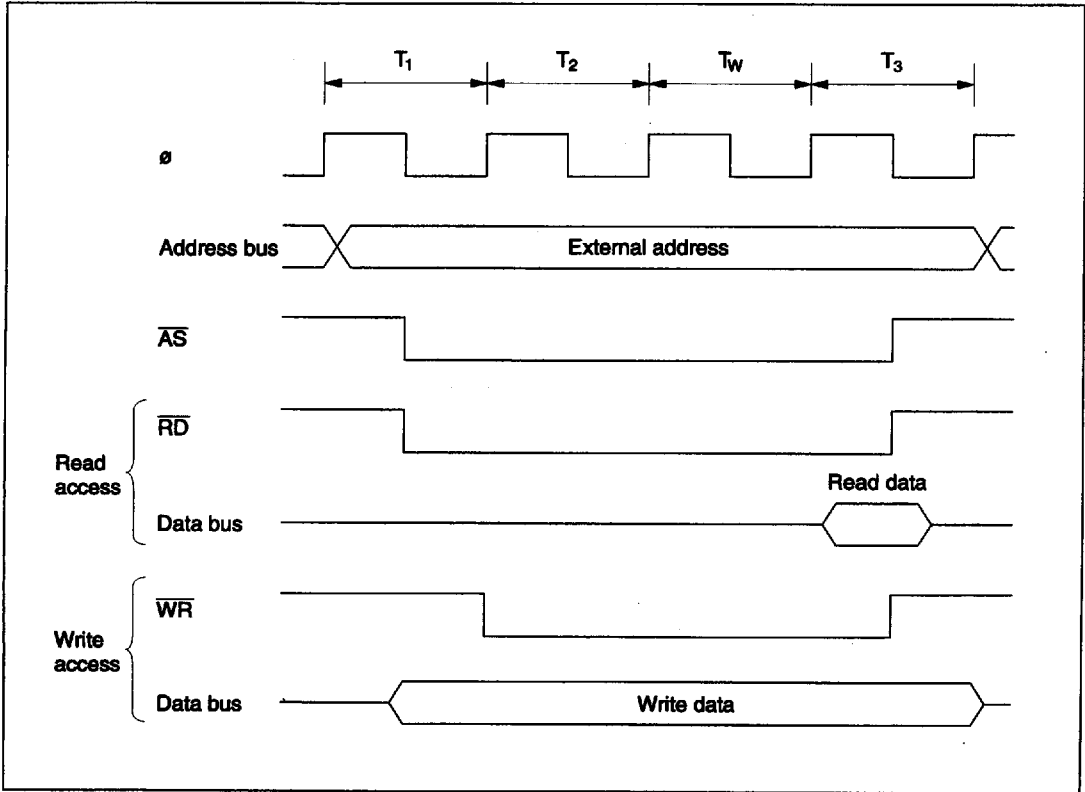 T1 T2 TW T3
ø
Address bus External address
AS
RD
Read access
Read data
Data bus
WR
Write access
Data bus Write data